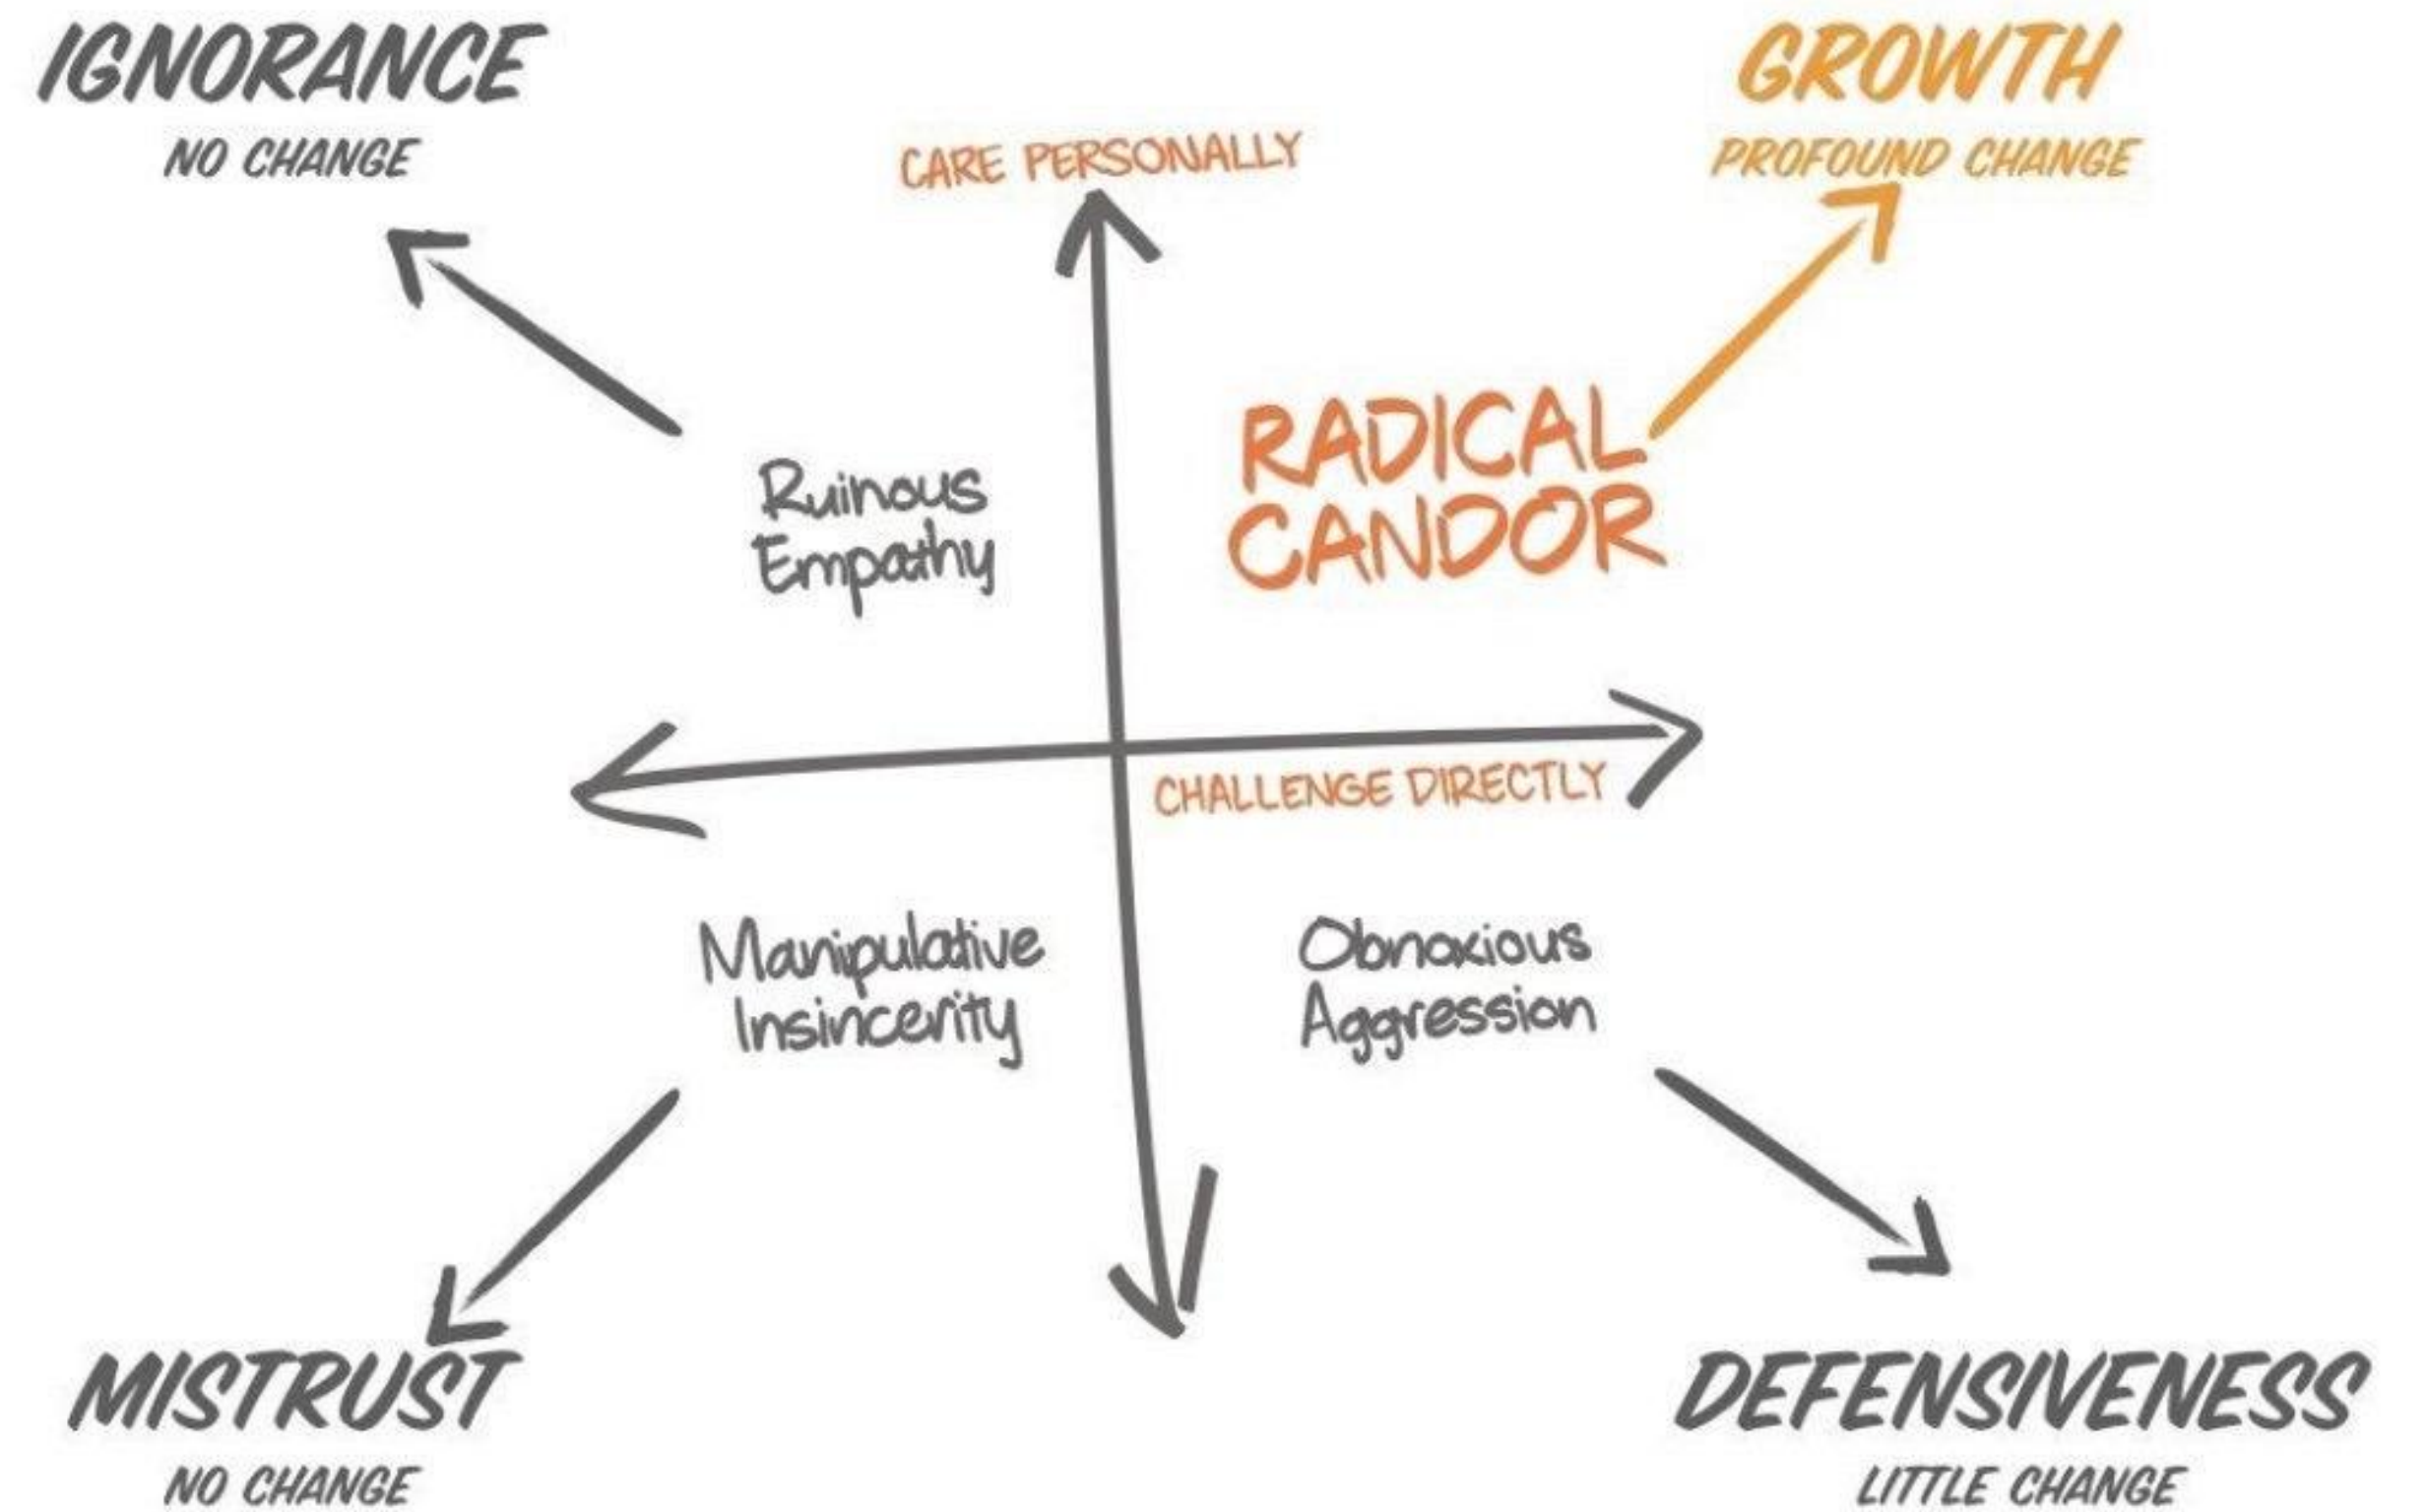 IGNORANCE
NO CHANGE
GROWTH
PROFOUND CHANGE
CARE PERSONALLY
Ruinous
Empathy
RADICAL
CANDOR
CHALLENGE DIRECTLY
Manipulative
Insincerity
Obnoxious
Aggression
MISTRUST
NO CHANGE
DEFENSIVENESS
LITTLE CHANGE